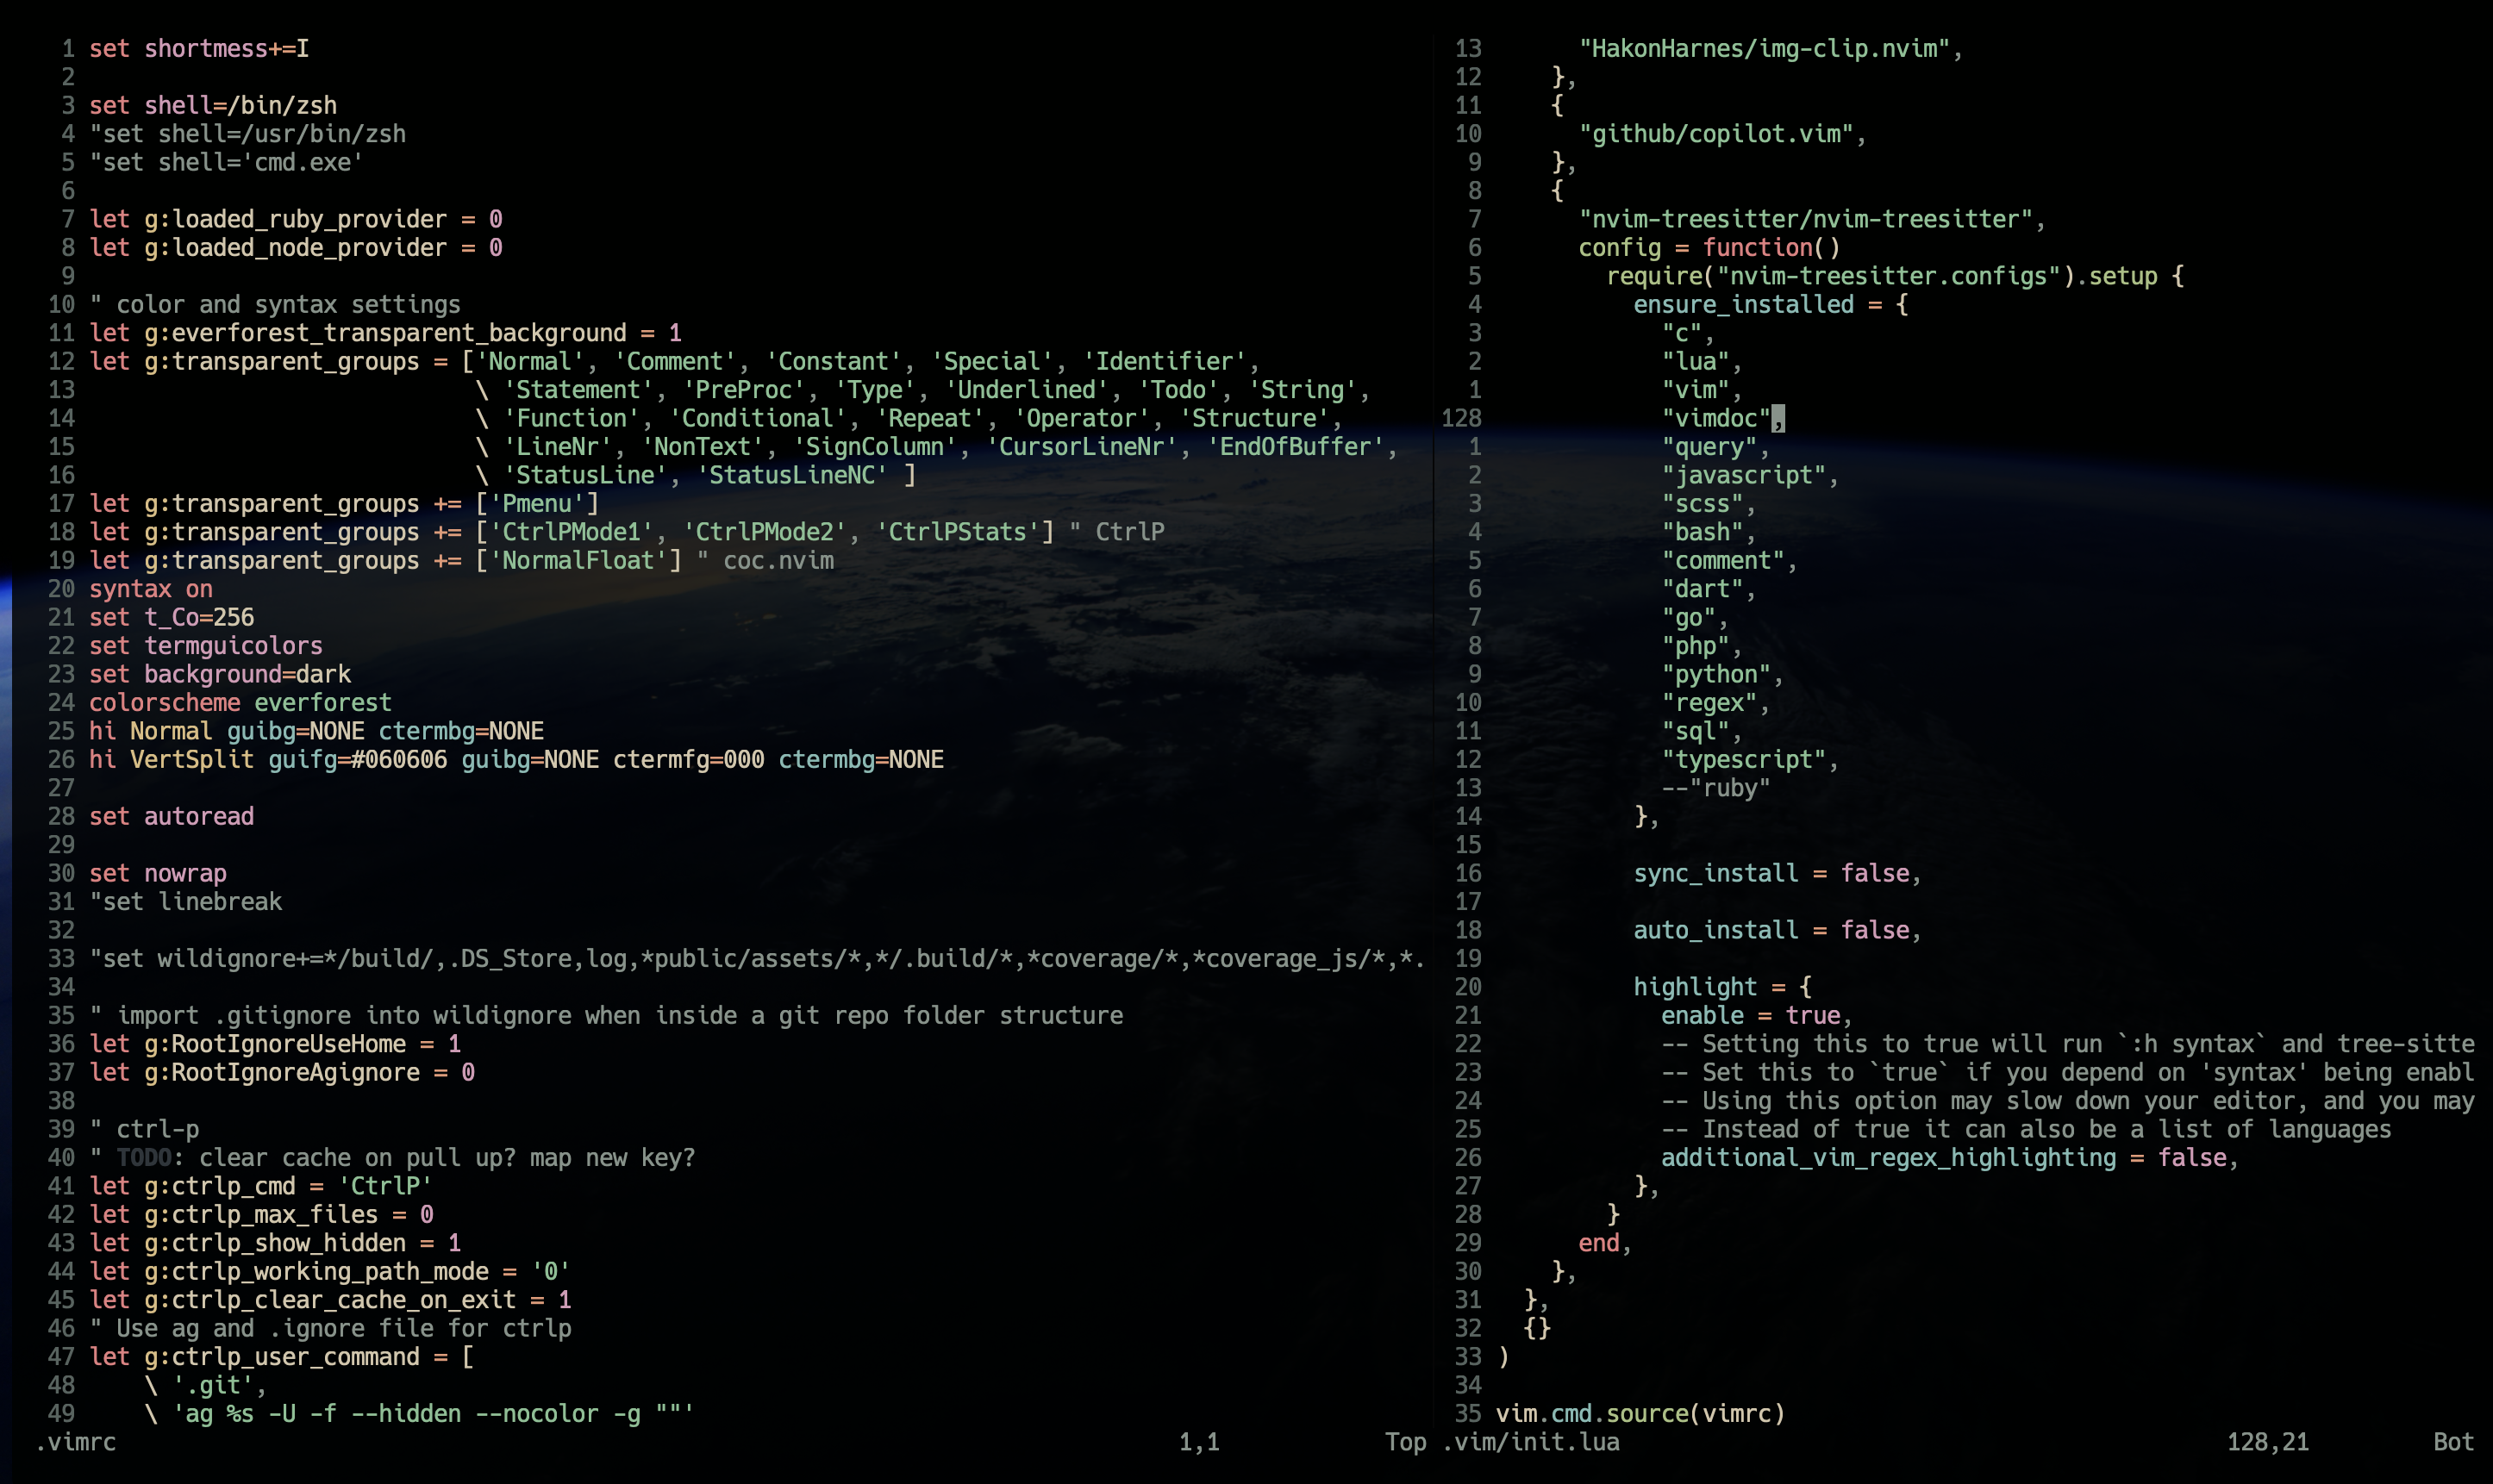 1 set shortmess+=I
2
3 set shell=/bin/zsh
4 "set shell=/usr/bin/zsh
5 "set shell='cmd.exe'
6
7 let g:loaded_ruby_provider = 0
8 let g:loaded_node_provider = 0
9
10 " color and syntax settings
11 let g:everforest_transparent_background = 1
12 let g:transparent_groups = ['Normal', 'Comment', 'Constant', 'Special', 'Identifier',
13 \ 'Statement', 'PreProc', 'Type', 'Underlined', 'Todo', 'String',
14 \ 'Function', 'Conditional', 'Repeat', 'Operator', 'Structure',
15 \ 'LineNr', 'NonText', 'SignColumn', 'CursorLineNr', 'EndOfBuffer',
16 \ 'StatusLine', 'StatusLineNC' ]
17 let g:transparent_groups += ['Pmenu']
18 let g:transparent_groups += ['CtrlPMode1', 'CtrlPMode2', 'CtrlPStats'] " CtrlP
19 let g:transparent_groups += ['NormalFloat'] " coc.nvim
20 syntax on
21 set t_Co=256
22 set termguicolors
23 set background=dark
24 colorscheme everforest
25 hi Normal guibg=NONE ctermbg=NONE
26 hi VertSplit guifg=#060606 guibg=NONE ctermfg=000 ctermbg=NONE
27
28 set autoread
29
30 set nowrap
31 "set linebreak
32
33 "set wildignore+=*/build/,.DS_Store,log,*public/assets/*,*/.build/*,*coverage/*,*coverage_js/*,*.
34
35 " import .gitignore into wildignore when inside a git repo folder structure
36 let g:RootIgnoreUseHome = 1
37 let g:RootIgnoreAgignore = 0
38
39 " ctrl-p
40 " TODO: clear cache on pull up? map new key?
41 let g:ctrlp_cmd = 'CtrlP'
42 let g:ctrlp_max_files = 0
43 let g:ctrlp_show_hidden = 1
44 let g:ctrlp_working_path_mode = '0'
45 let g:ctrlp_clear_cache_on_exit = 1
46 " Use ag and .ignore file for ctrlp
47 let g:ctrlp_user_command = [
48 \ '.git',
49 \ 'ag %s -U -f --hidden --nocolor -g ""'
.vimrc 1,1 Top
13 "HakonHarnes/img-clip.nvim",
12 },
11 {
10 "github/copilot.vim",
9 },
8 {
7 "nvim-treesitter/nvim-treesitter",
6 config = function()
5 require("nvim-treesitter.configs").setup {
4 ensure_installed = {
3 "c",
2 "lua",
1 "vim",
128 "vimdoc",
1 "query",
2 "javascript",
3 "scss",
4 "bash",
5 "comment",
6 "dart",
7 "go",
8 "php",
9 "python",
10 "regex",
11 "sql",
12 "typescript",
13 --"ruby"
14 },
15
16 sync_install = false,
17
18 auto_install = false,
19
20 highlight = {
21 enable = true,
22 -- Setting this to true will run `:h syntax` and tree-sitte
23 -- Set this to `true` if you depend on 'syntax' being enabl
24 -- Using this option may slow down your editor, and you may
25 -- Instead of true it can also be a list of languages
26 additional_vim_regex_highlighting = false,
27 },
28 }
29 end,
30 },
31 },
32 {}
33 )
34
35 vim.cmd.source(vimrc)
.vim/init.lua 128,21 Bot